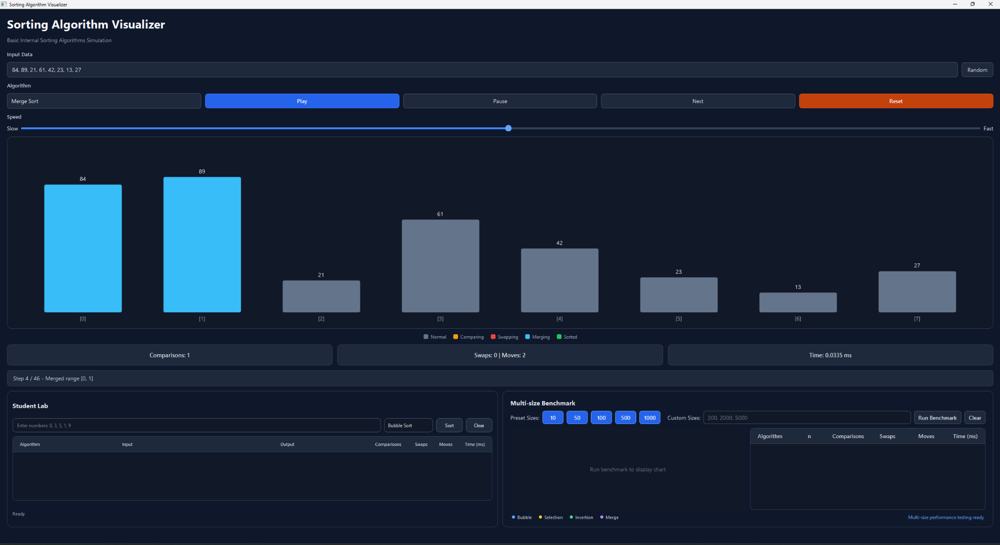 Sorting Algorithm Visualizer
Sorting Algorithm Visualizer
Basic Internal Sorting Algorithms Simulation
Input Data
84, 89, 21, 61, 42, 23, 13, 27
Random
Algorithm
Merge Sort
Play
Pause
Next
Reset
Speed
Slow
Fast
84
89
21
61
42
23
13
27
[0]
[1]
[2]
[3]
[4]
[5]
[6]
[7]
Normal Comparing Swapping Merging Sorted
Comparisons: 1
Swaps: 0 | Moves: 2
Time: 0.0335 ms
Step 4 / 46 - Merged range [0, 1]
Student Lab
Enter numbers: 8, 3, 5, 1, 9
Bubble Sort
Sort
Clear
Algorithm Input Output Comparisons Swaps Moves Time (ms)
Ready
Multi-size Benchmark
Preset Sizes: 10 50 100 500 1000 Custom Sizes: 200, 2000, 5000 Run Benchmark Clear
Algorithm n Comparisons Swaps Moves Time (ms)
Run benchmark to display chart
Bubble Selection Insertion Merge
Multi-size performance testing ready